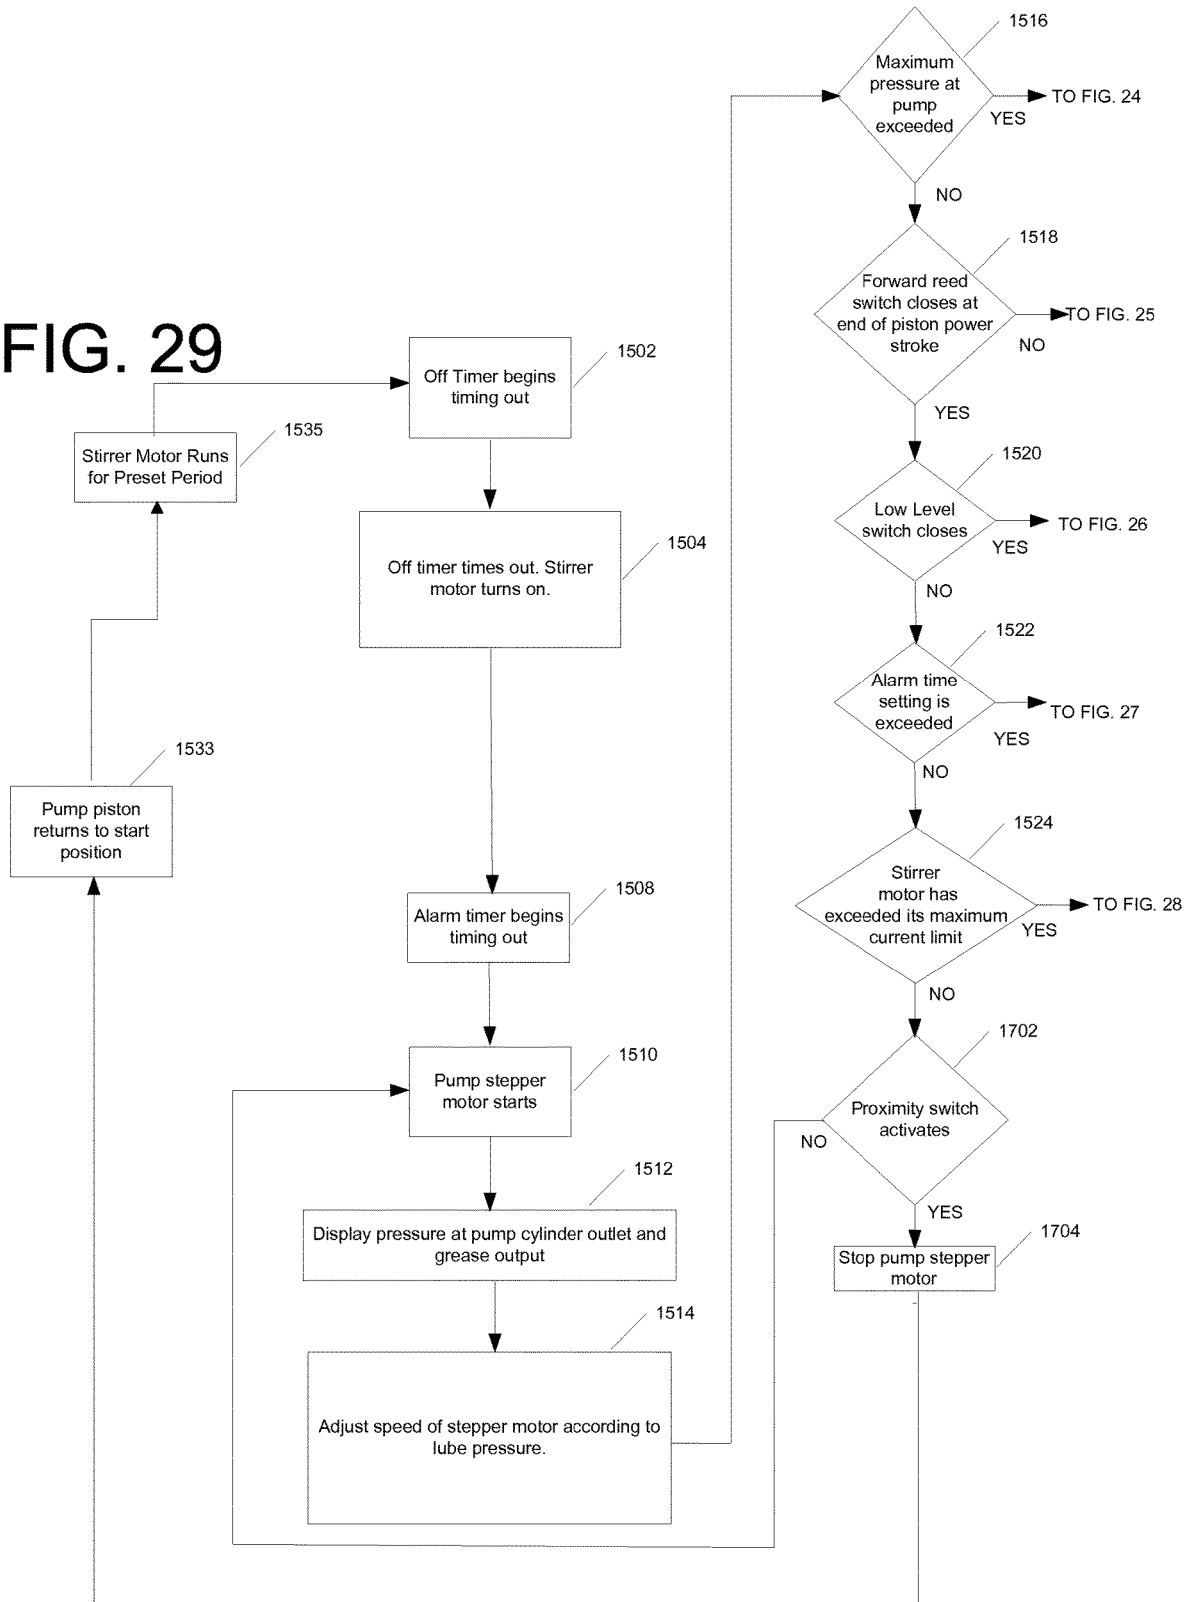 FIG. 29
1535
Stirrer Motor Runs
for Preset Period
1533
Pump piston
returns to start
position
1502
Off Timer begins
timing out
1504
Off timer times out. Stirrer
motor turns on.
1508
Alarm timer begins
timing out
1510
Pump stepper
motor starts
1512
Display pressure at pump cylinder outlet and
grease output
1514
Adjust speed of stepper motor according to
lube pressure.
1516
Maximum
pressure at
pump
exceeded
TO FIG. 24
YES
NO
1518
Forward reed
switch closes at
end of piston power
stroke
TO FIG. 25
NO
YES
1520
Low Level
switch closes
TO FIG. 26
YES
NO
1522
Alarm time
setting is
exceeded
TO FIG. 27
YES
NO
1524
Stirrer
motor has
exceeded its maximum
current limit
TO FIG. 28
YES
NO
1702
Proximity switch
activates
NO
YES
1704
Stop pump stepper
motor